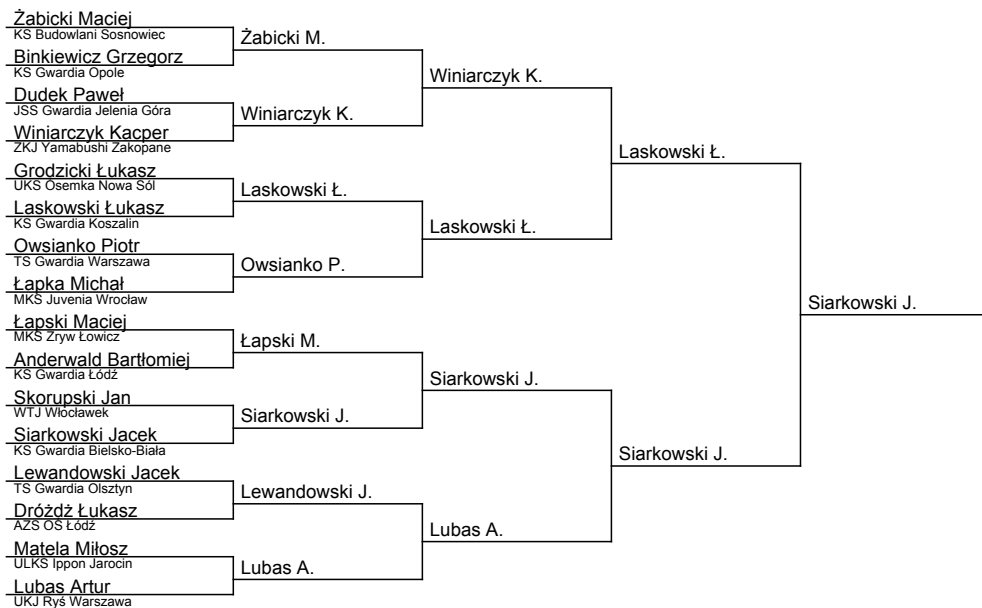 Żabicki Maciej
KS Budowlani Sosnowiec
Binkiewicz Grzegorz
KS Gwardia Opole
Dudek Paweł
JSS Gwardia Jelenia Góra
Winiarczyk Kacper
ZKJ Yamabushi Zakopane
Grodzicki Łukasz
UKS Ósemka Nowa Sól
Laskowski Łukasz
KS Gwardia Koszalin
Owsianko Piotr
TS Gwardia Warszawa
Łapka Michał
MKS Juvenia Wrocław
Łapski Maciej
MKS Zryw Łowicz
Anderwald Bartłomiej
KS Gwardia Łódź
Skorupski Jan
WTJ Włocławek
Siarkowski Jacek
KS Gwardia Bielsko-Biała
Lewandowski Jacek
TS Gwardia Olsztyn
Dróżdż Łukasz
AZS OŚ Łódź
Matela Miłosz
ULKS Ippon Jarocin
Lubas Artur
UKJ Ryś Warszawa
Żabicki M.
Winiarczyk K.
Laskowski Ł.
Owsianko P.
Łapski M.
Siarkowski J.
Lewandowski J.
Lubas A.
Winiarczyk K.
Laskowski Ł.
Siarkowski J.
Lubas A.
Laskowski Ł.
Siarkowski J.
Siarkowski J.